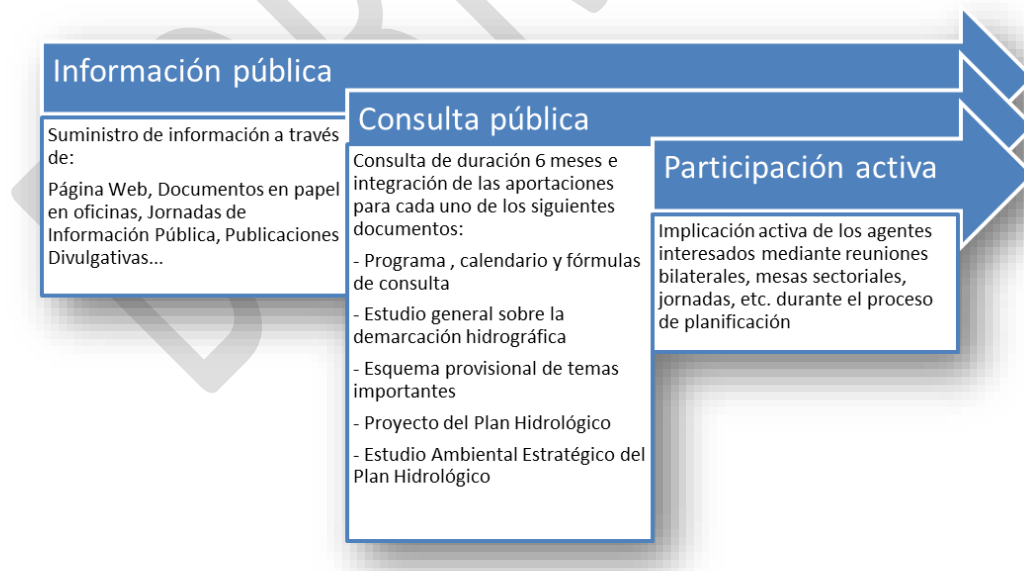 Información pública
Suministro de información a través
de:
Página Web, Documentos en papel
en oficinas, Jornadas de
Información Pública, Publicaciones
Divulgativas...
Consulta pública
Consulta de duración 6 meses e
integración de las aportaciones
para cada uno de los siguientes
documentos:
- Programa , calendario y fórmulas
de consulta
- Estudio general sobre la
demarcación hidrográfica
- Esquema provisional de temas
importantes
- Proyecto del Plan Hidrológico
- Estudio Ambiental Estratégico del
Plan Hidrológico
Participación activa
Implicación activa de los agentes
interesados mediante reuniones
bilaterales, mesas sectoriales,
jornadas, etc. durante el proceso
de planificación